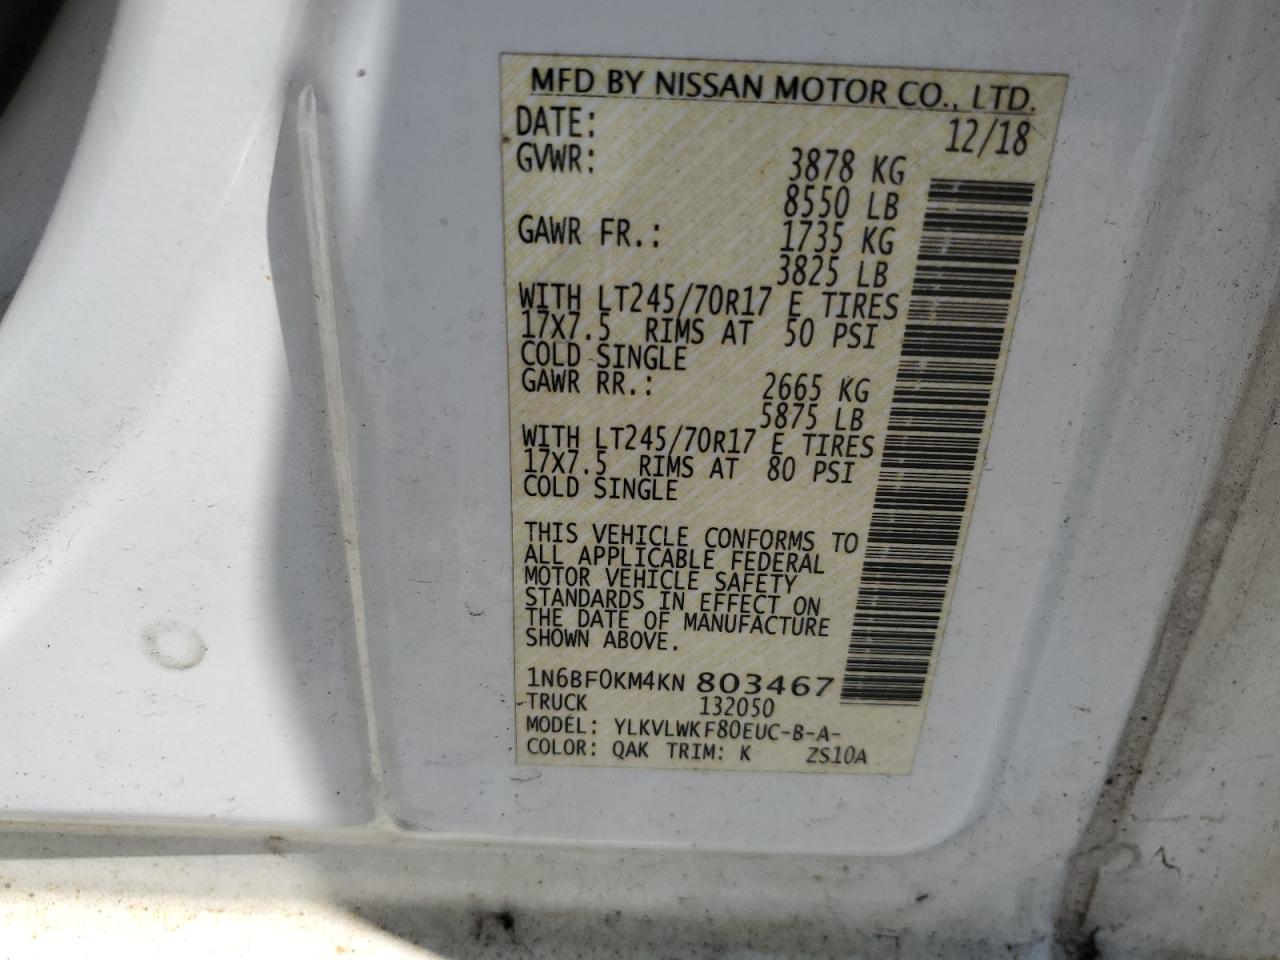 MFD BY NISSAN MOTOR CO., LTD.
DATE: 12/18
GVWR: 3878 KG
8550 LB
GAWR FR.: 1735 KG
3825 LB
WITH LT245/70R17 E TIRES
17X7.5 RIMS AT 50 PSI
COLD SINGLE
GAWR RR.: 2665 KG
5875 LB
WITH LT245/70R17 E TIRES
17X7.5 RIMS AT 80 PSI
COLD SINGLE
THIS VEHICLE CONFORMS TO
ALL APPLICABLE FEDERAL
MOTOR VEHICLE SAFETY
STANDARDS IN EFFECT ON
THE DATE OF MANUFACTURE
SHOWN ABOVE.
1N6BF0KM4KN 803467
TRUCK 132050
MODEL: YLKVLWKF80EUC-B-A-
COLOR: QAK TRIM: K ZS10A